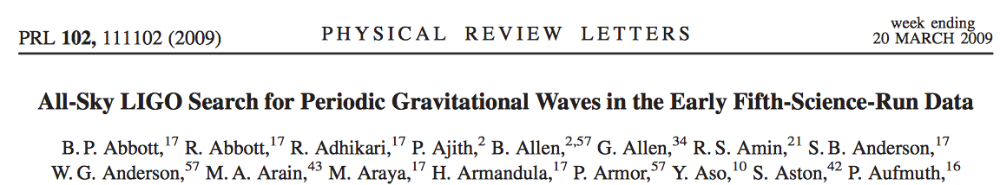 PRL 102, 111102 (2009) PHYSICAL REVIEW LETTERS week ending 20 MARCH 2009
All-Sky LIGO Search for Periodic Gravitational Waves in the Early Fifth-Science-Run Data
B. P. Abbott,17 R. Abbott,17 R. Adhikari,17 P. Ajith,2 B. Allen,2,57 G. Allen,34 R. S. Amin,21 S. B. Anderson,17
W. G. Anderson,57 M. A. Arain,43 M. Araya,17 H. Armandula,17 P. Armor,57 Y. Aso,10 S. Aston,42 P. Aufmuth,16